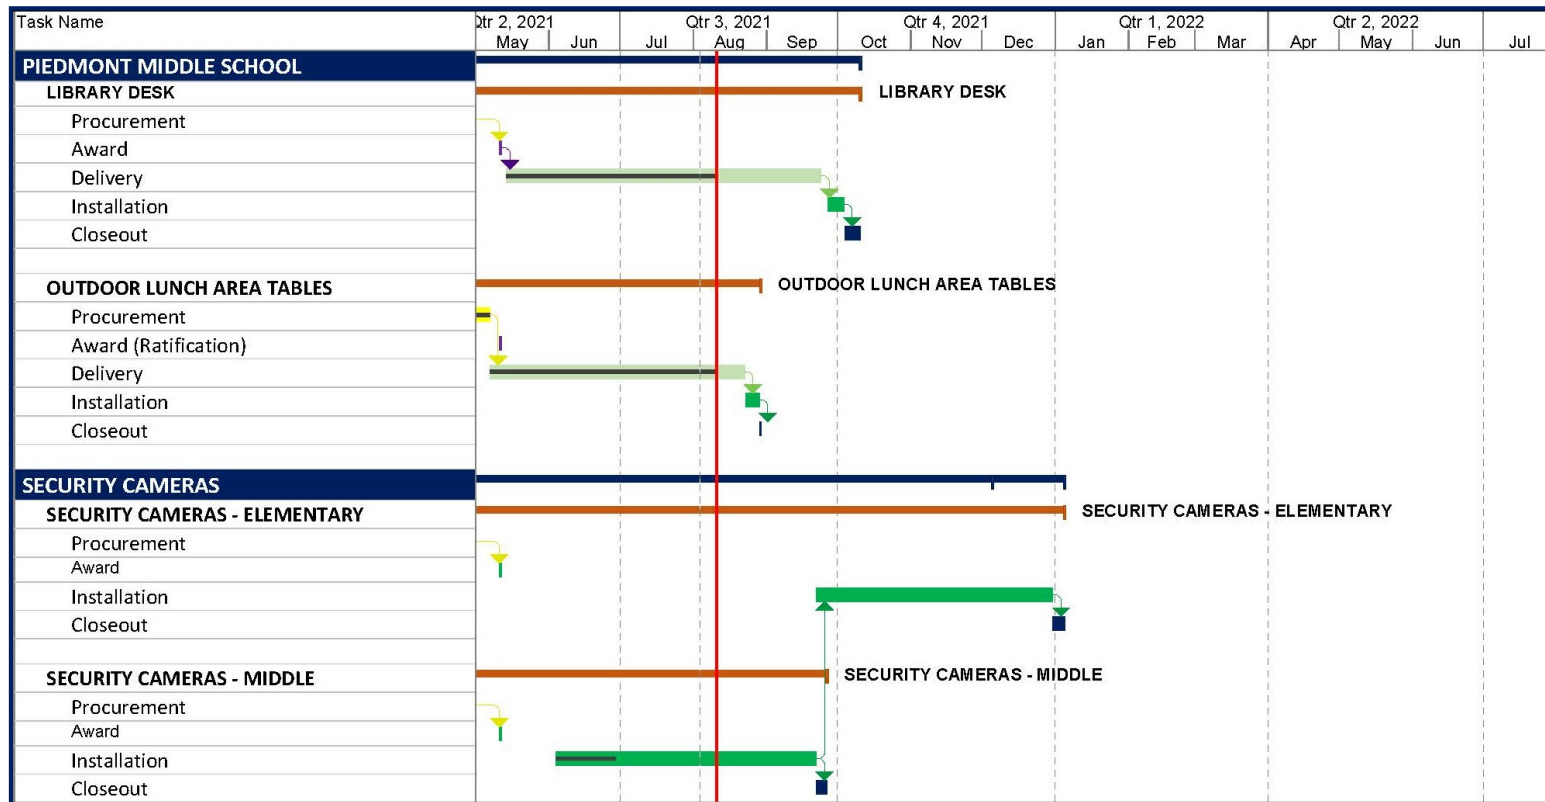 Task Name Qtr 2, 2021 Qtr 3, 2021 Qtr 4, 2021 Qtr 1, 2022 Qtr 2, 2022
May Jun Jul Aug Sep Oct Nov Dec Jan Feb Mar Apr May Jun Jul
PIEDMONT MIDDLE SCHOOL
LIBRARY DESK LIBRARY DESK
Procurement
Award
Delivery
Installation
Closeout
OUTDOOR LUNCH AREA TABLES OUTDOOR LUNCH AREA TABLES
Procurement
Award (Ratification)
Delivery
Installation
Closeout
SECURITY CAMERAS
SECURITY CAMERAS - ELEMENTARY SECURITY CAMERAS - ELEMENTARY
Procurement
Award
Installation
Closeout
SECURITY CAMERAS - MIDDLE SECURITY CAMERAS - MIDDLE
Procurement
Award
Installation
Closeout